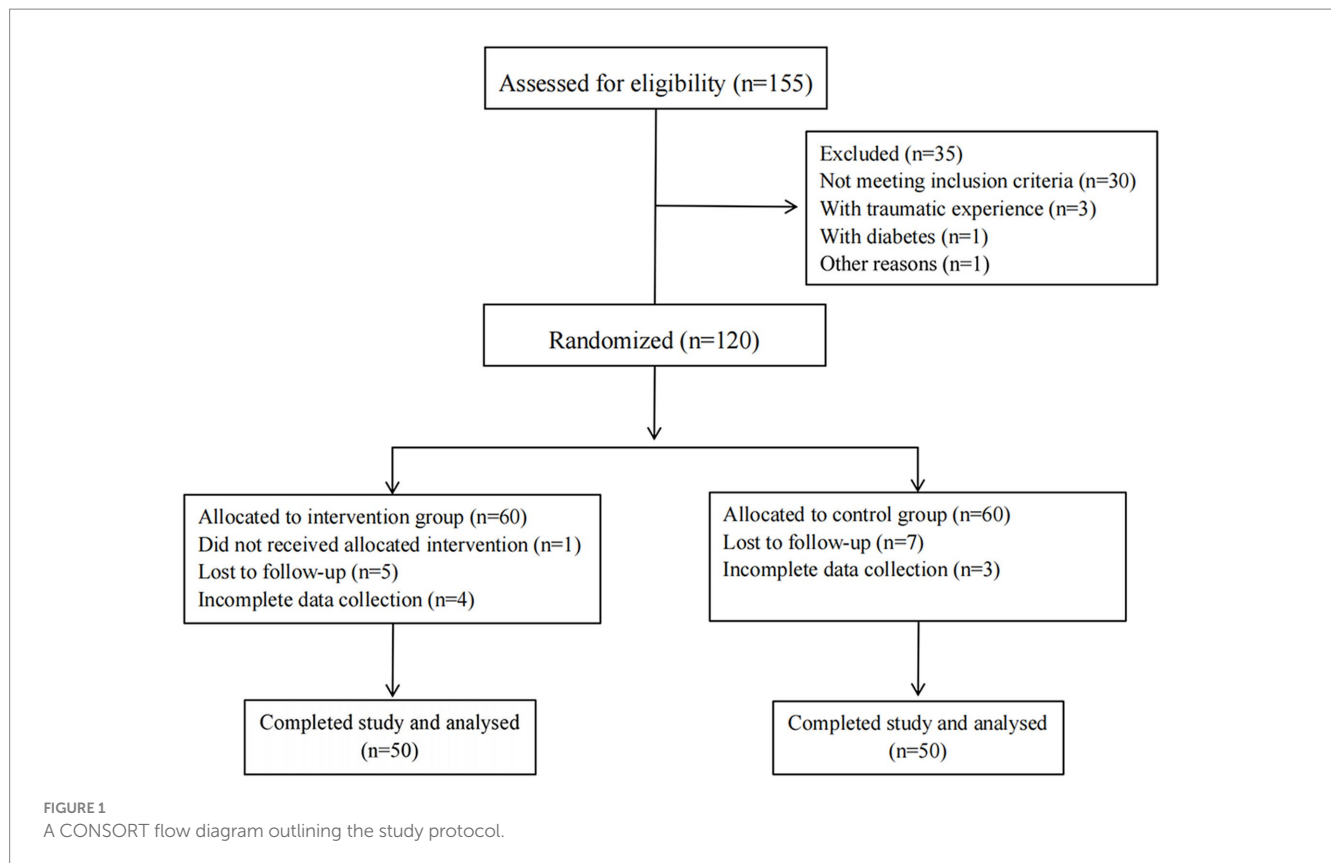 Assessed for eligibility (n=155)
Excluded (n=35)
Not meeting inclusion criteria (n=30)
With traumatic experience (n=3)
With diabetes (n=1)
Other reasons (n=1)
Randomized (n=120)
Allocated to intervention group (n=60)
Did not received allocated intervention (n=1)
Lost to follow-up (n=5)
Incomplete data collection (n=4)
Allocated to control group (n=60)
Lost to follow-up (n=7)
Incomplete data collection (n=3)
Completed study and analysed
(n=50)
Completed study and analysed
(n=50)
FIGURE 1
A CONSORT flow diagram outlining the study protocol.